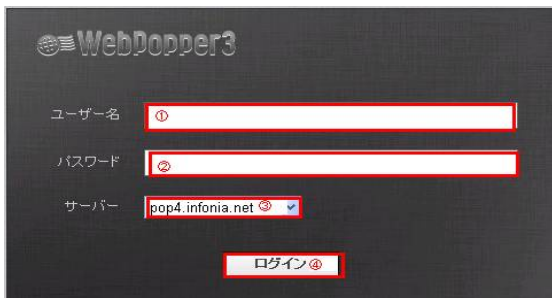 WebPopper3
ユーザー名 ①
パスワード ②
サーバー pop4.infonia.net ③
ログイン ④